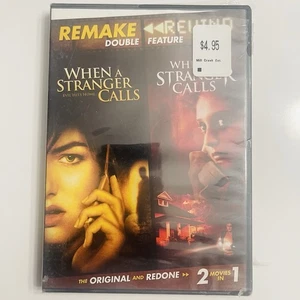 REMAKE
REWIND
DOUBLE FEATURE
$4.95
WHEN A
STRANGER
CALLS
WHEN A
STRANGER
CALLS
THE ORIGINAL AND REDONE
2 MOVIES IN 1